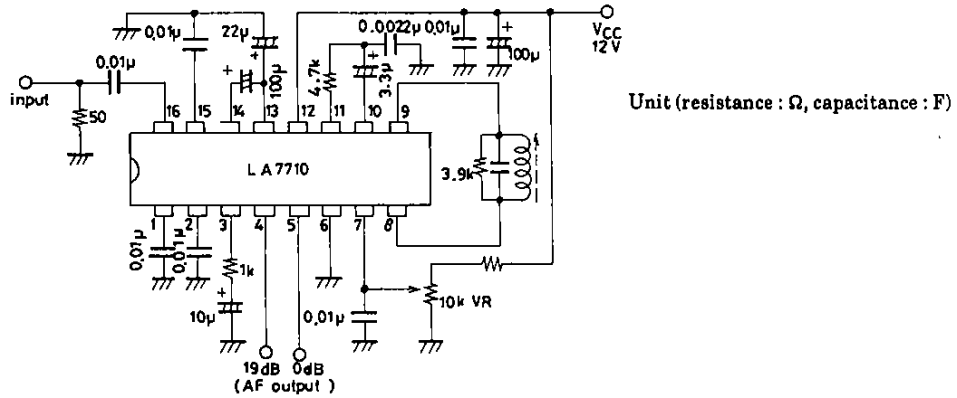 0.01μ
22μ
0.0022μ 0.01μ
VCC
12V
100μ
0.01μ
100μ
4.7k
3.3μ
input
50
16 15 14 13 12 11 10 9
Unit (resistance : Ω, capacitance : F)
LA7710
3.9k
1 2 3 4 5 6 7 8
0.01μ
0.01μ
1k
10μ
0.01μ
10k VR
19dB 0dB
(AF output)